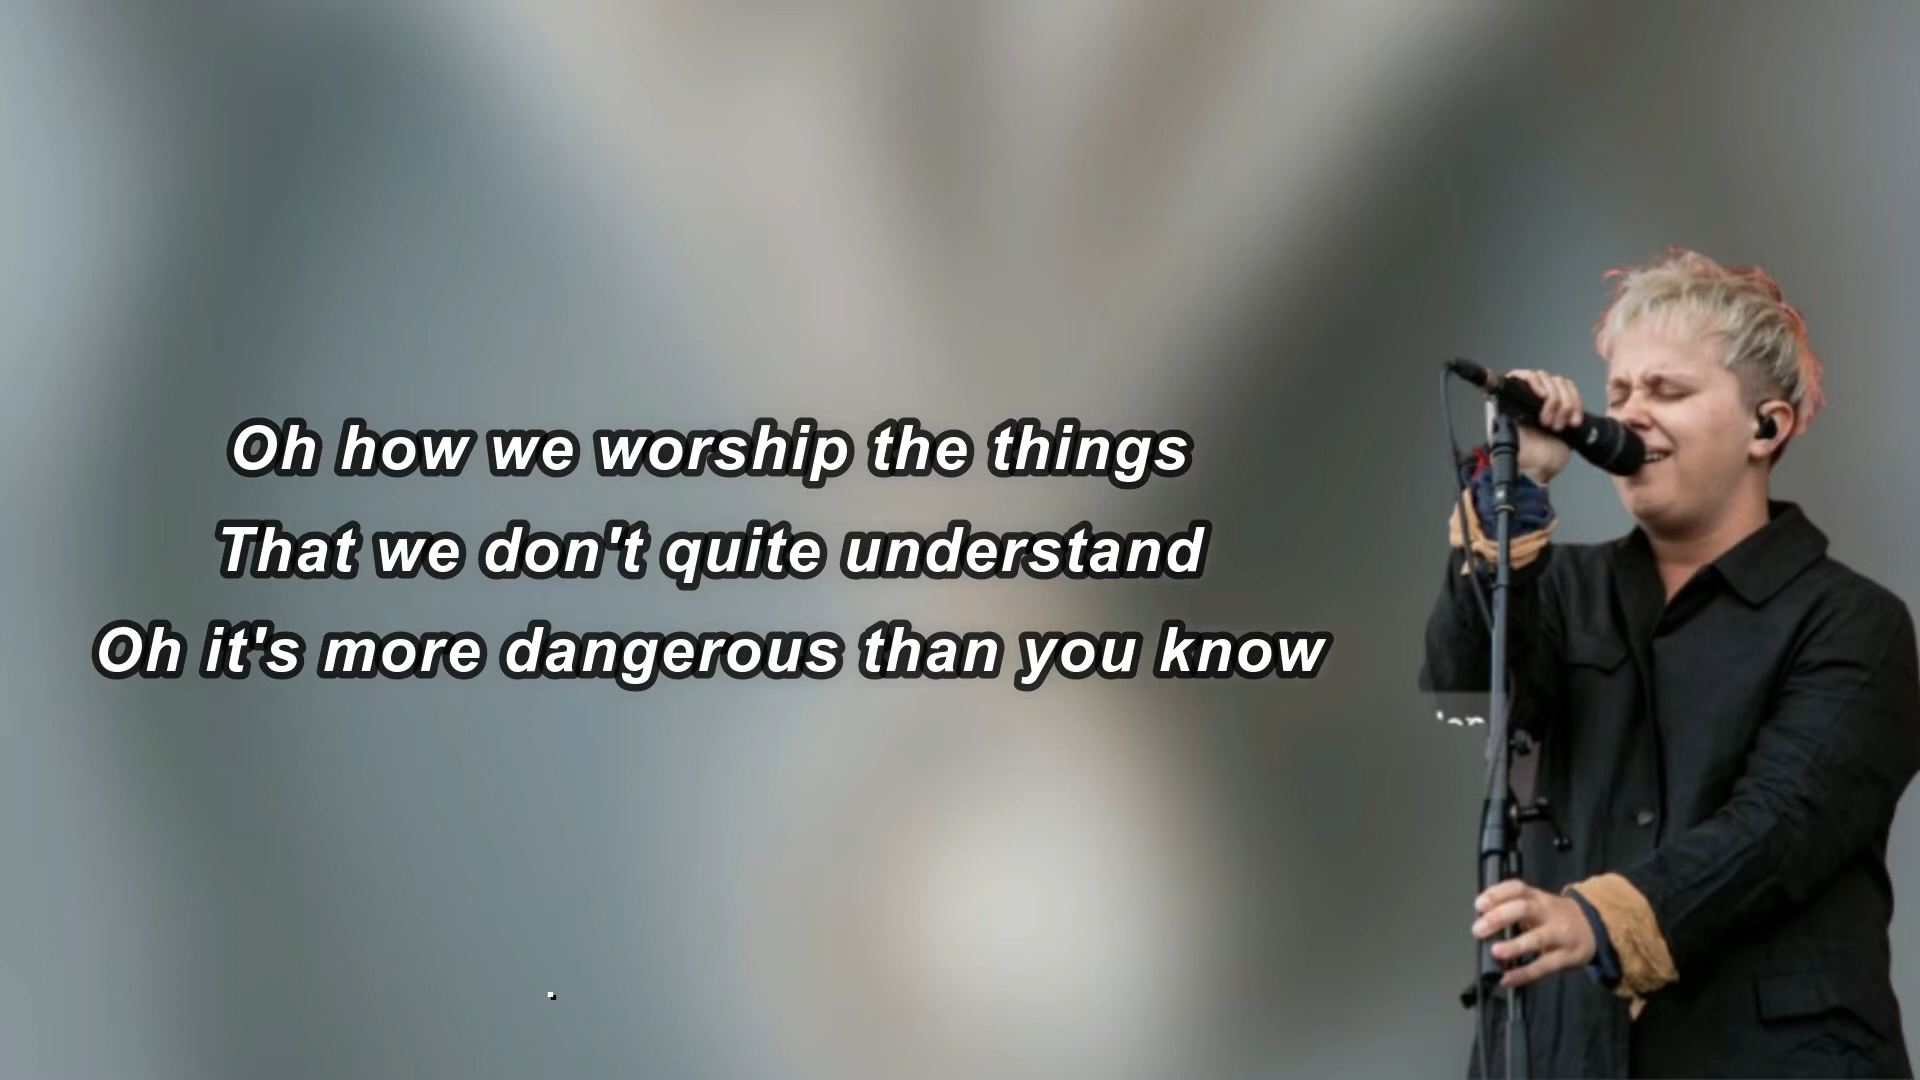 Oh how we worship the things
That we don't quite understand
Oh it's more dangerous than you know